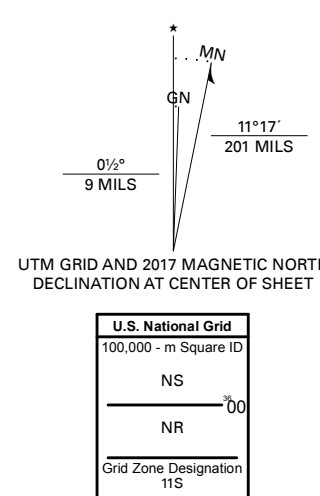 ★
MN
GN
11°17´
201 MILS
0½°
9 MILS
UTM GRID AND 2017 MAGNETIC NORT
DECLINATION AT CENTER OF SHEET
U.S. National Grid
100,000 - m Square ID
NS
3600
NR
Grid Zone Designation
11S